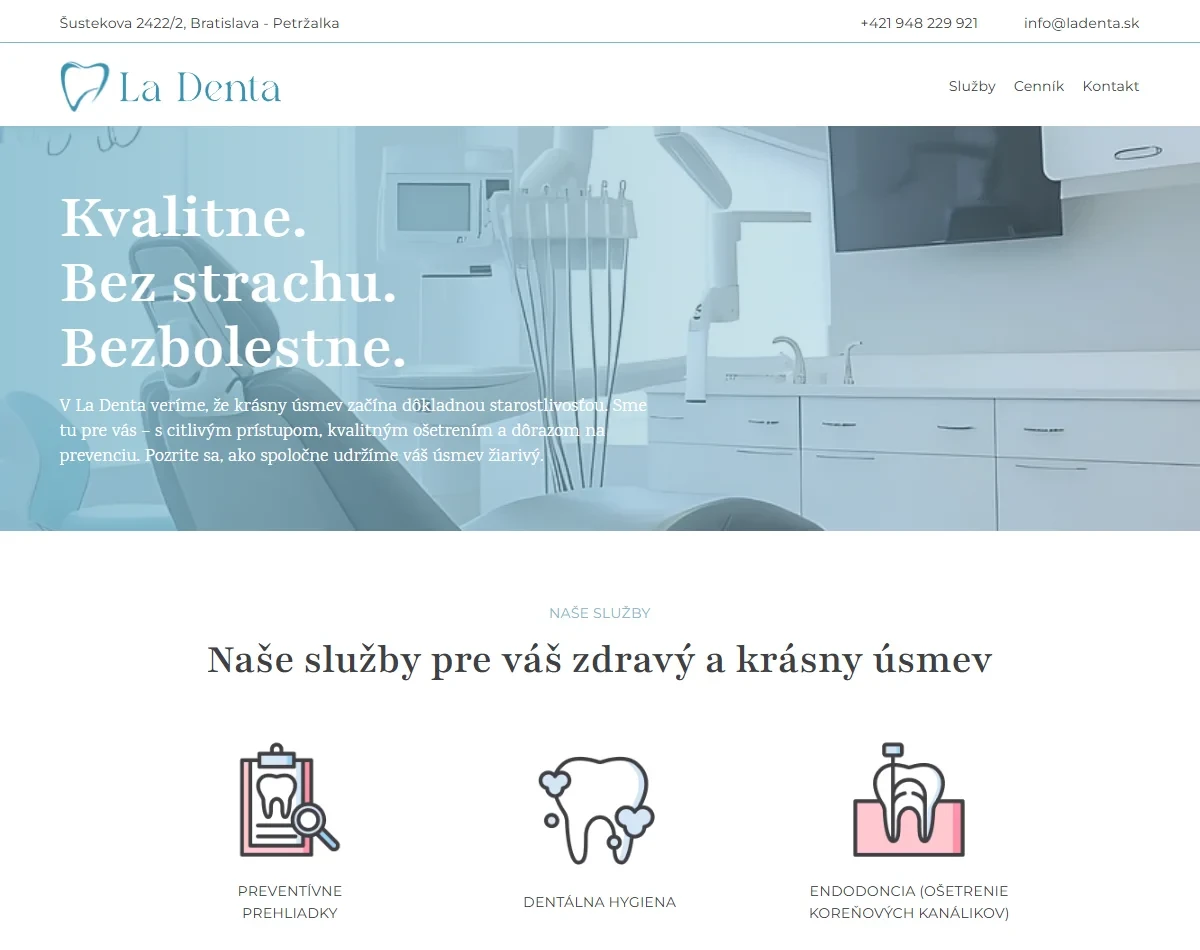 Šustekova 2422/2, Bratislava - Petržalka
+421 948 229 921
info@ladenta.sk
La Denta
Služby
Cenník
Kontakt
Kvalitne.
Bez strachu.
Bezbolestne.
V La Denta veríme, že krásny úsmev začína dôkladnou starostlivosťou. Sme
tu pre vás – s citlivým prístupom, kvalitným ošetrením a dôrazom na
prevenciu. Pozrite sa, ako spoločne udržíme váš úsmev žiarivý.
NAŠE SLUŽBY
Naše služby pre váš zdravý a krásny úsmev
PREVENTÍVNE
PREHLIADKY
DENTÁLNA HYGIENA
ENDODONCIA (OŠETRENIE
KOREŇOVÝCH KANÁLIKOV)